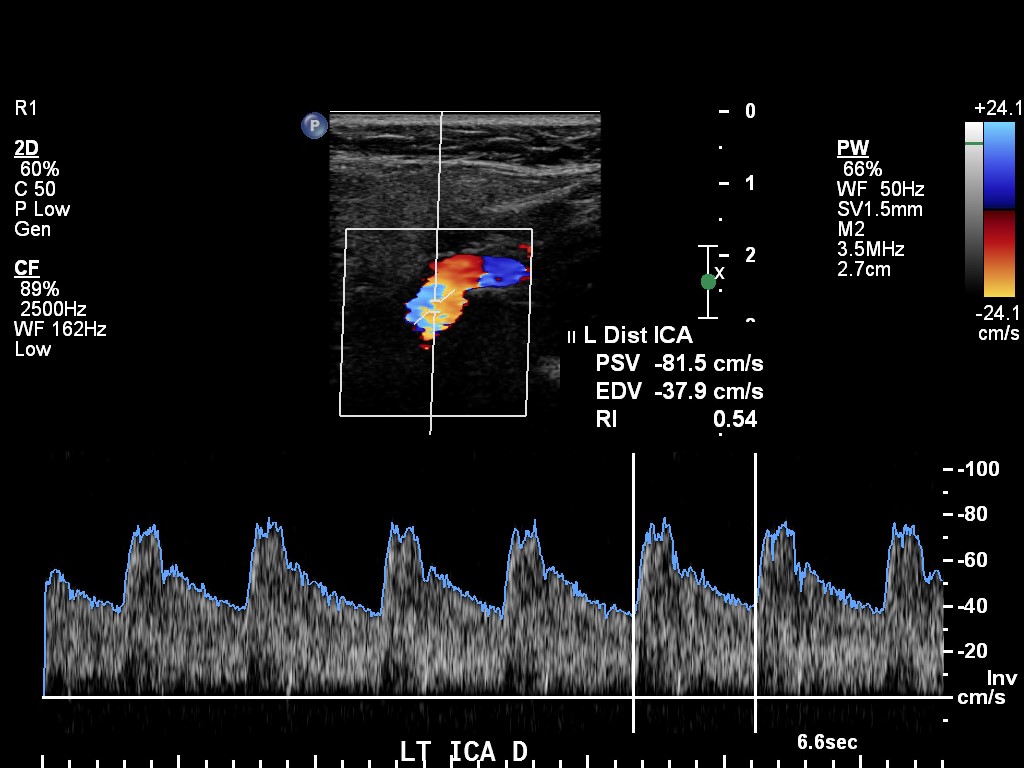 R1
2D
60%
C 50
P Low
Gen
CF
89%
2500Hz
WF 162Hz
Low
P
0
1
2
x
PW
66%
WF 50Hz
SV1.5mm
M2
3.5MHz
2.7cm
+24.1
-24.1
cm/s
II L Dist ICA
PSV -81.5 cm/s
EDV -37.9 cm/s
RI 0.54
-100
-80
-60
-40
-20
Inv
cm/s
6.6sec
LT ICA D